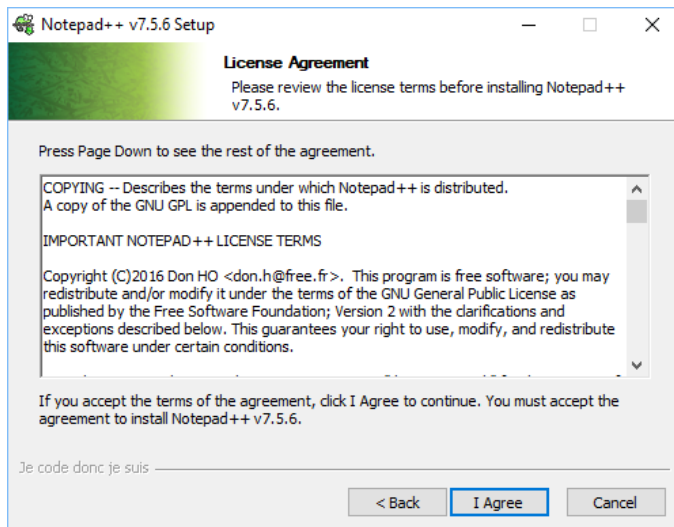 Notepad++ v7.5.6 Setup
License Agreement
Please review the license terms before installing Notepad++
v7.5.6.
Press Page Down to see the rest of the agreement.
COPYING -- Describes the terms under which Notepad++ is distributed.
A copy of the GNU GPL is appended to this file.
IMPORTANT NOTEPAD++ LICENSE TERMS
Copyright (C)2016 Don HO <don.h@free.fr>. This program is free software; you may
redistribute and/or modify it under the terms of the GNU General Public License as
published by the Free Software Foundation; Version 2 with the clarifications and
exceptions described below. This guarantees your right to use, modify, and redistribute
this software under certain conditions.
If you accept the terms of the agreement, click I Agree to continue. You must accept the
agreement to install Notepad++ v7.5.6.
Je code donc je suis
< Back
I Agree
Cancel